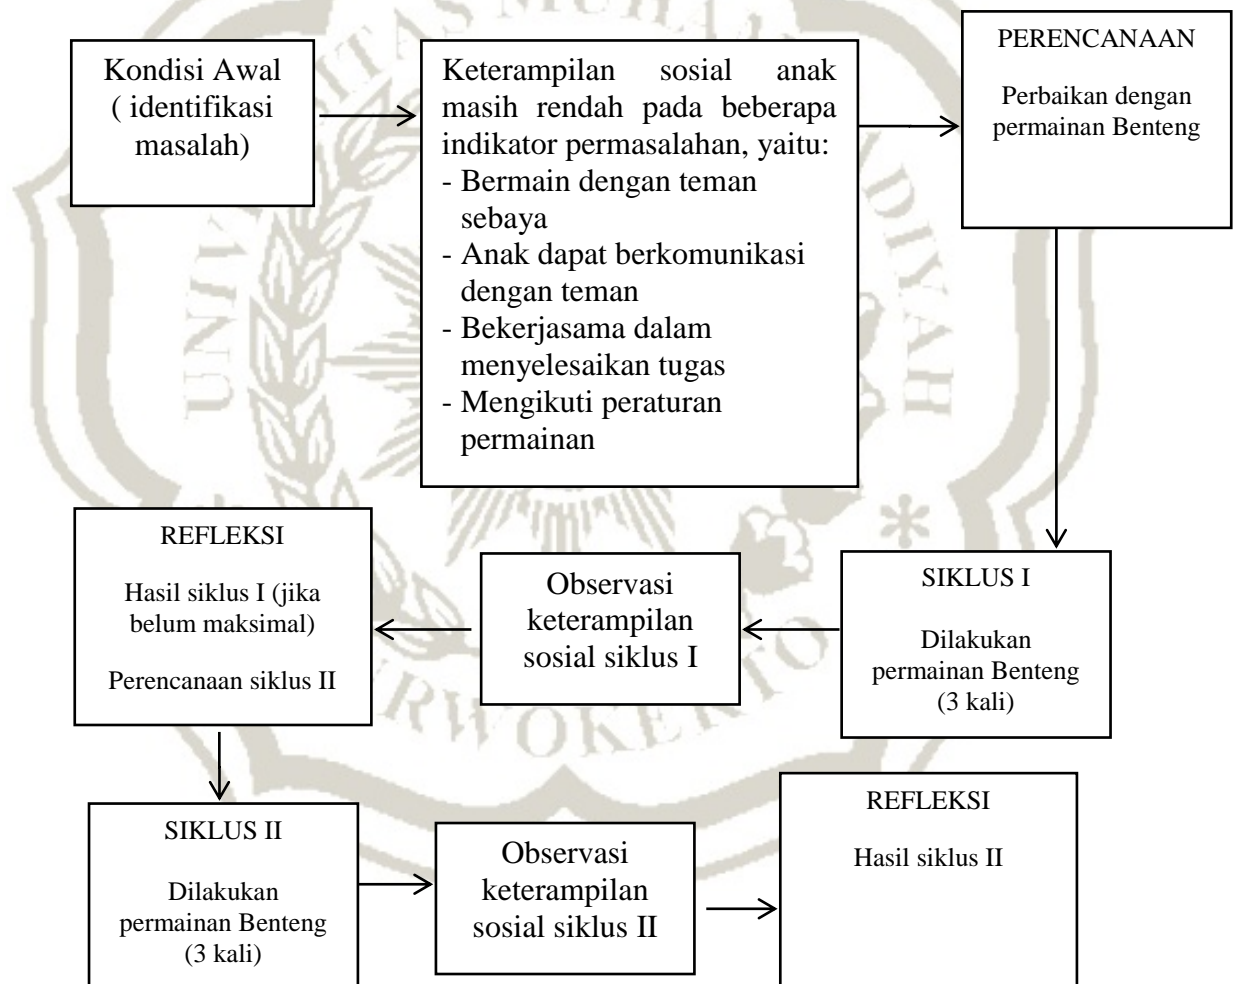 Kondisi Awal
( identifikasi
masalah)
Keterampilan sosial anak
masih rendah pada beberapa
indikator permasalahan, yaitu:
- Bermain dengan teman
sebaya
- Anak dapat berkomunikasi
dengan teman
- Bekerjasama dalam
menyelesaikan tugas
- Mengikuti peraturan
permainan
PERENCANAAN
Perbaikan dengan
permainan Benteng
SIKLUS I
Dilakukan
permainan Benteng
(3 kali)
Observasi
keterampilan
sosial siklus I
REFLEKSI
Hasil siklus I (jika
belum maksimal)
Perencanaan siklus II
SIKLUS II
Dilakukan
permainan Benteng
(3 kali)
Observasi
keterampilan
sosial siklus II
REFLEKSI
Hasil siklus II